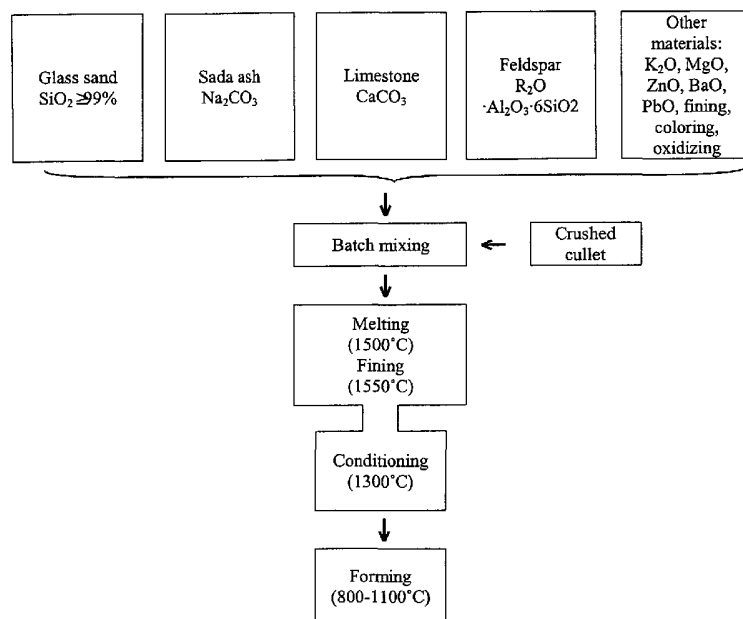 Glass sand
SiO₂ ≥99%
Sada ash
Na₂CO₃
Limestone
CaCO₃
Feldspar
R₂O
·Al₂O₃·6SiO2
Other
materials:
K₂O, MgO,
ZnO, BaO,
PbO, fining,
coloring,
oxidizing
Batch mixing
Crushed
cullet
Melting
(1500°C)
Fining
(1550°C)
Conditioning
(1300°C)
Forming
(800-1100°C)